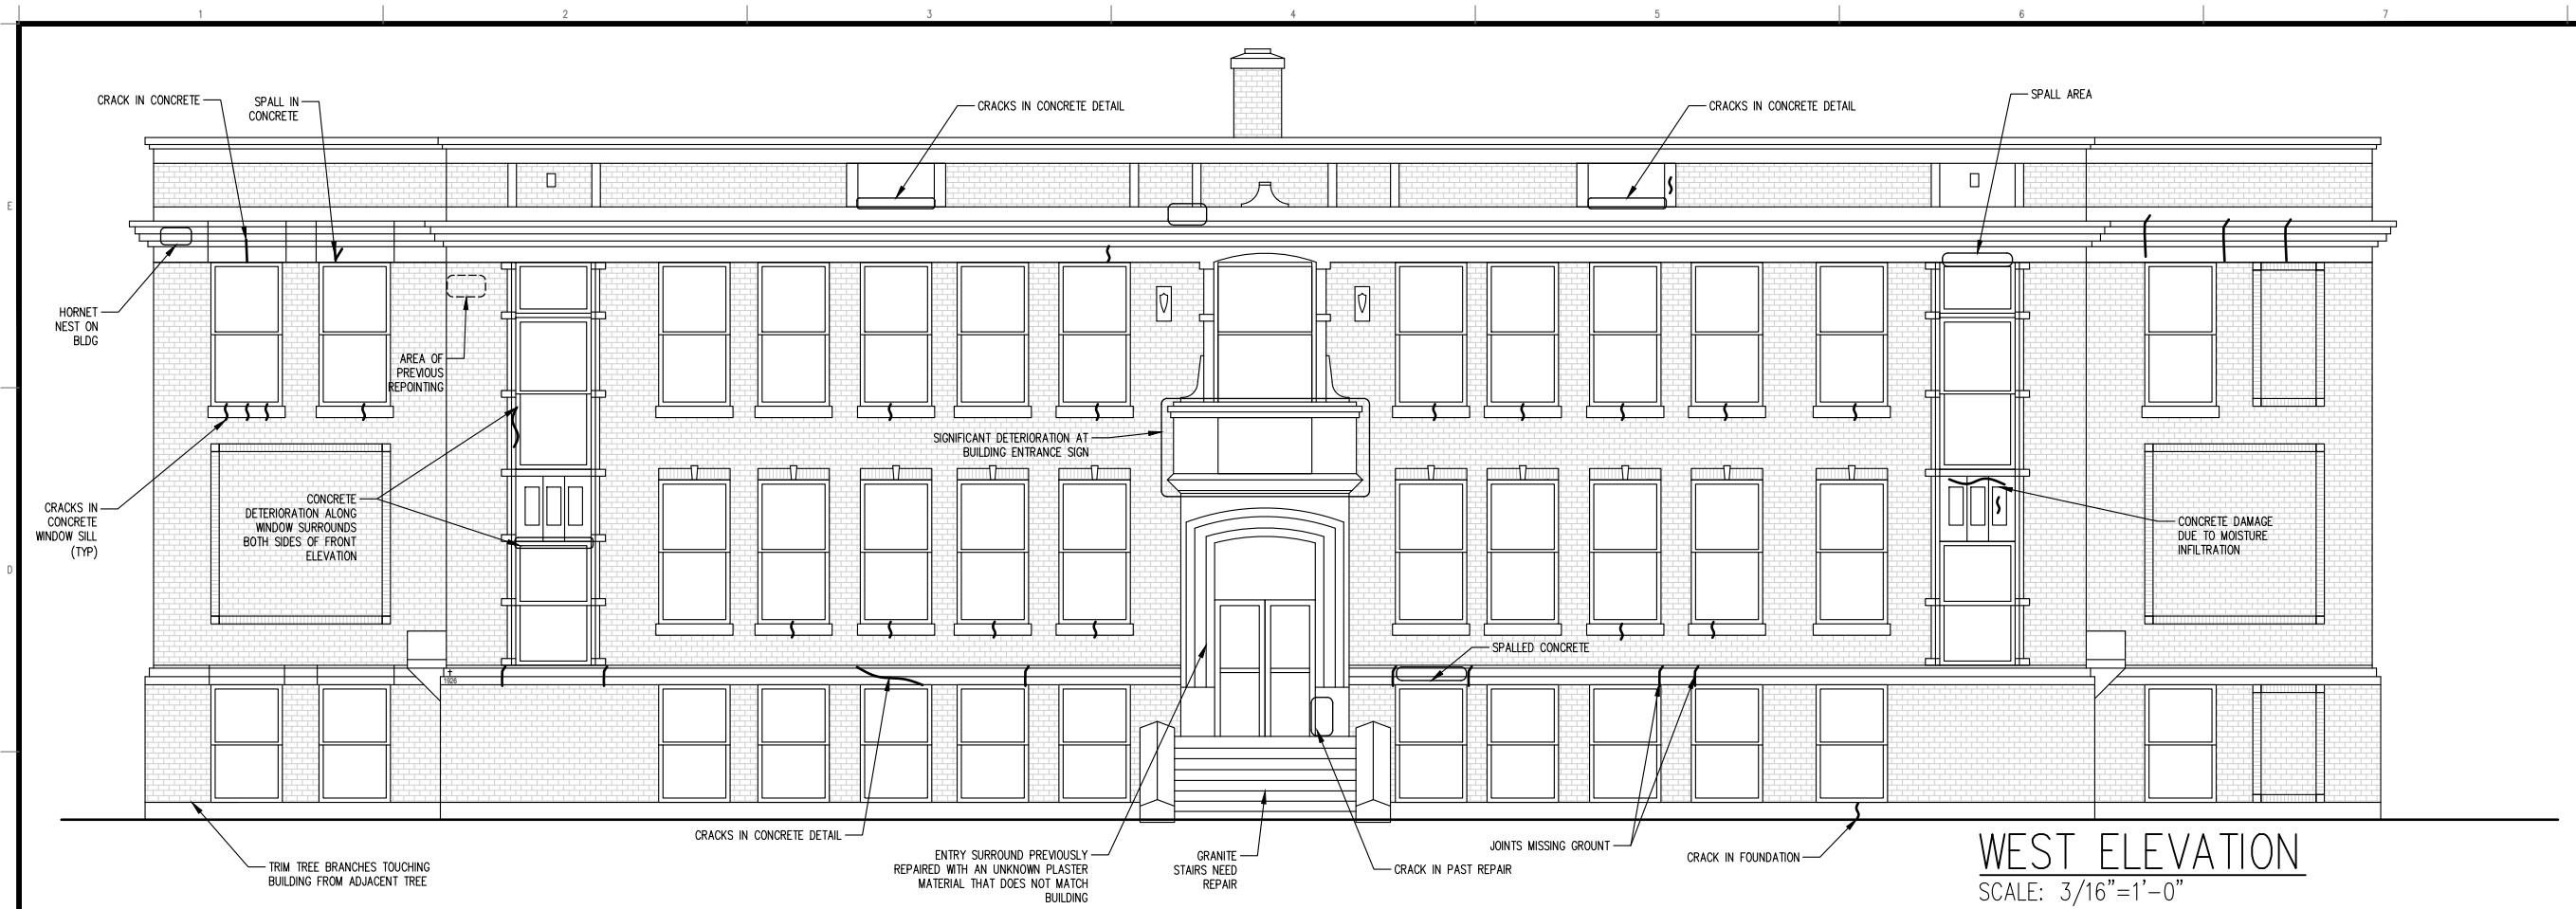 1 2 3 4 5 6 7
CRACK IN CONCRETE
SPALL IN
CONCRETE
CRACKS IN CONCRETE DETAIL
CRACKS IN CONCRETE DETAIL
SPALL AREA
E
HORNET
NEST ON
BLDG
AREA OF
PREVIOUS
REPOINTING
SIGNIFICANT DETERIORATION AT
BUILDING ENTRANCE SIGN
CRACKS IN
CONCRETE
WINDOW SILL
(TYP)
CONCRETE
DETERIORATION ALONG
WINDOW SURROUNDS
BOTH SIDES OF FRONT
ELEVATION
CONCRETE DAMAGE
DUE TO MOISTURE
INFILTRATION
D
SPALLED CONCRETE
1926
CRACKS IN CONCRETE DETAIL
TRIM TREE BRANCHES TOUCHING
BUILDING FROM ADJACENT TREE
ENTRY SURROUND PREVIOUSLY
REPAIRED WITH AN UNKNOWN PLASTER
MATERIAL THAT DOES NOT MATCH
BUILDING
GRANITE
STAIRS NEED
REPAIR
CRACK IN PAST REPAIR
JOINTS MISSING GROUNT
CRACK IN FOUNDATION
WEST ELEVATION
SCALE: 3/16"=1'-0"